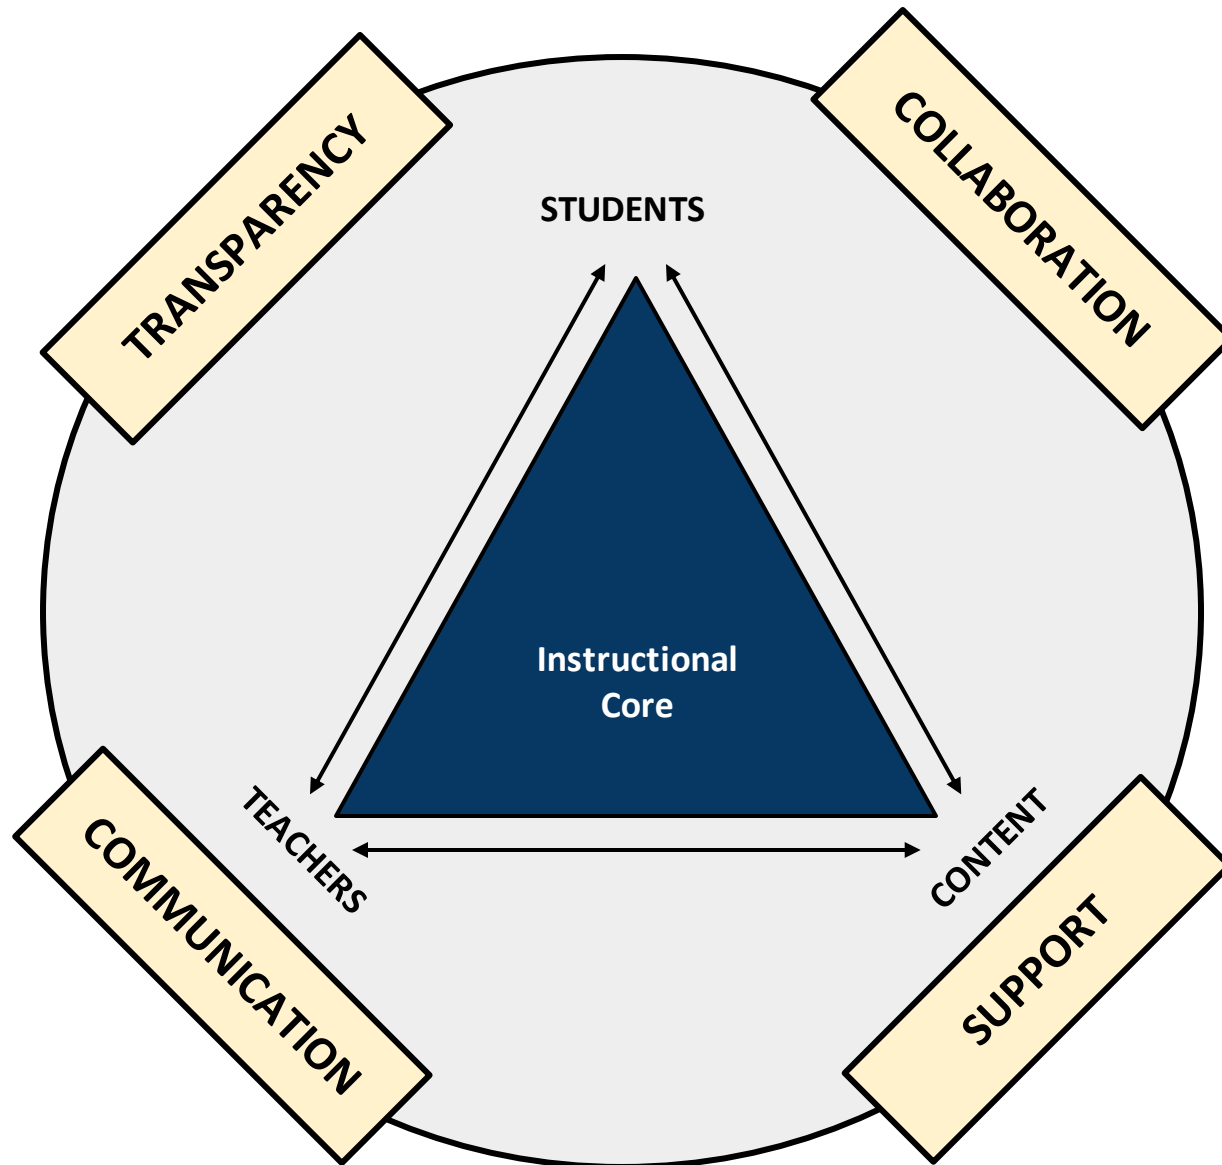 TRANSPARENCY
COLLABORATION
STUDENTS
Instructional
Core
TEACHERS
CONTENT
COMMUNICATION
SUPPORT